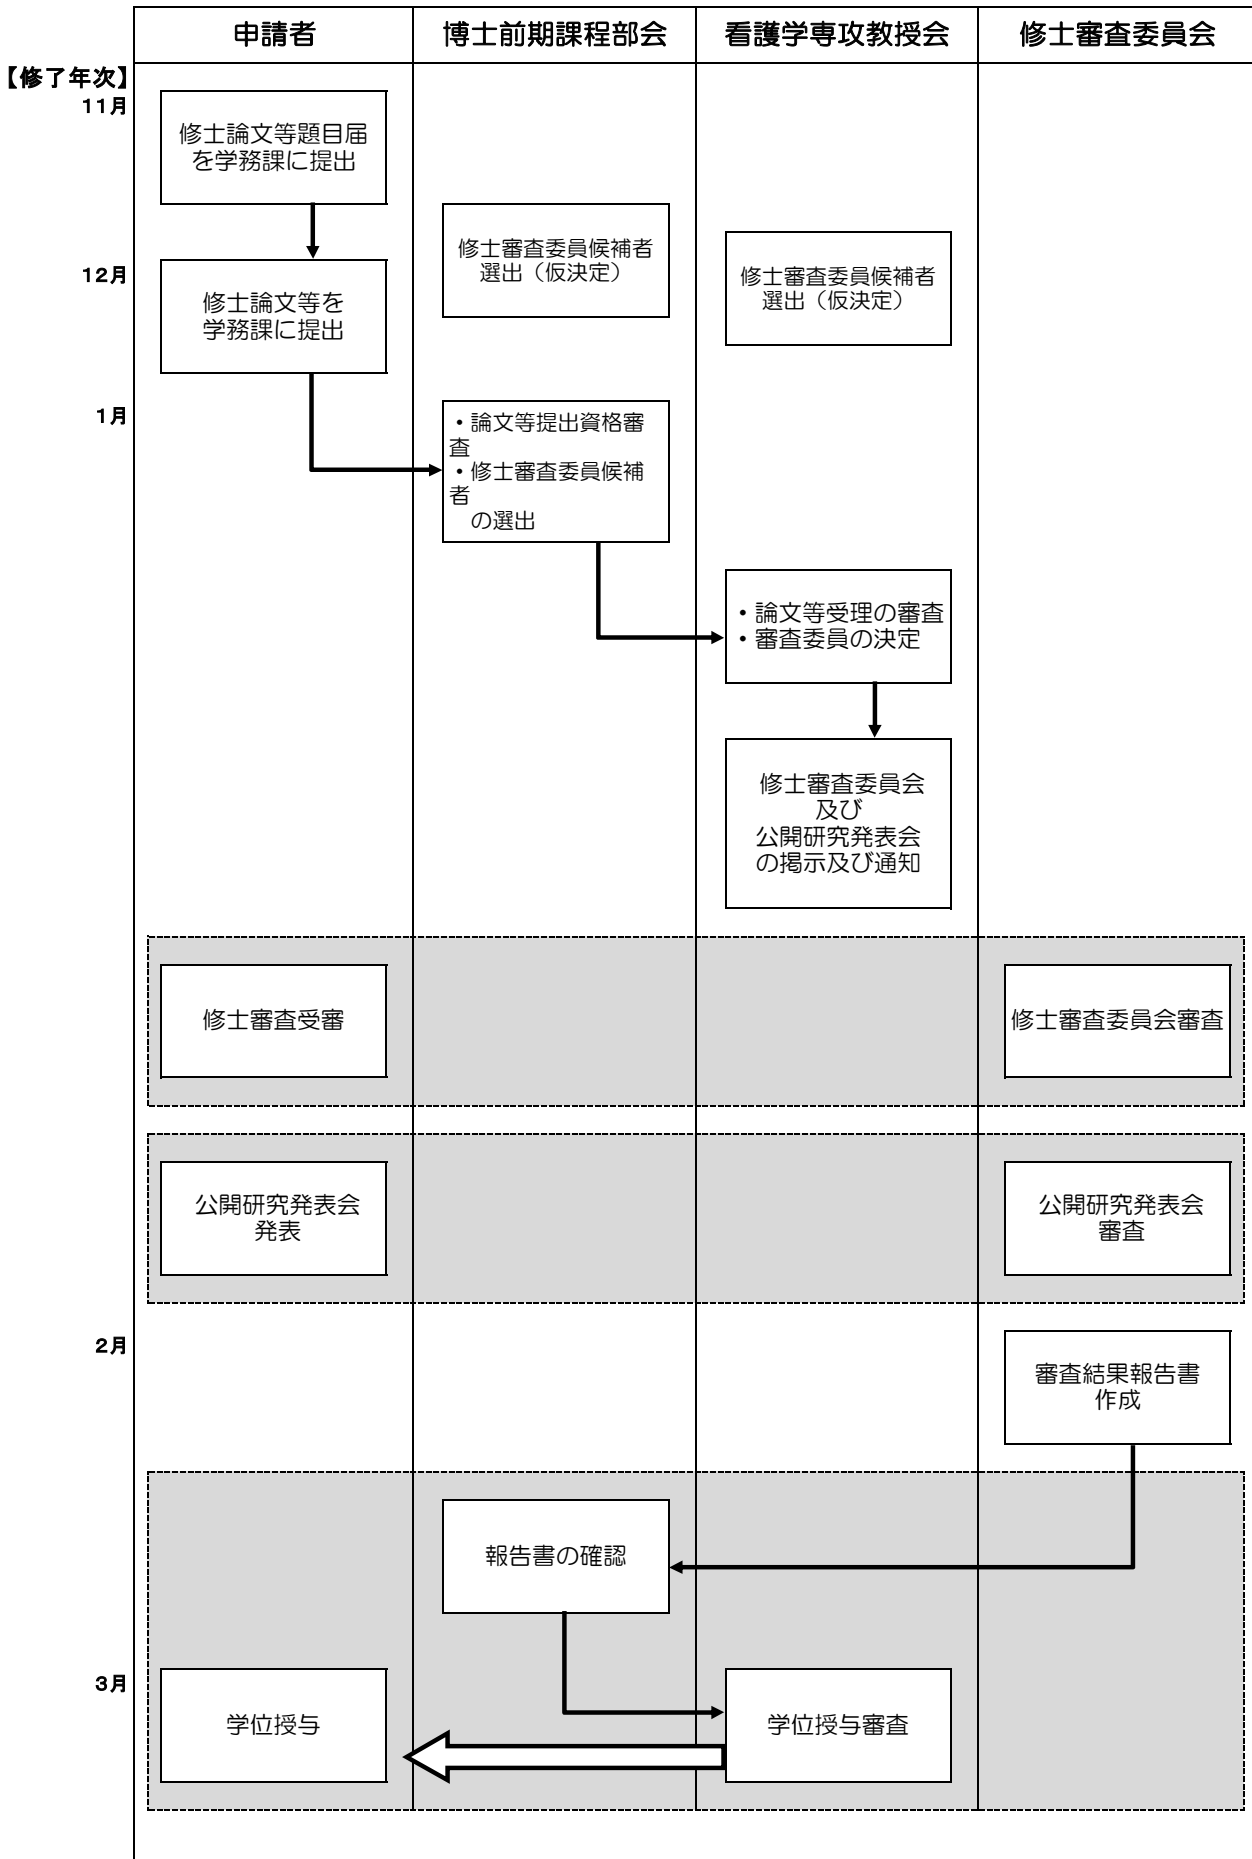 申請者
博士前期課程部会
看護学専攻教授会
修士審査委員会
【修了年次】
11月
修士論文等題目届
を学務課に提出
修士審査委員候補者
選出（仮決定）
修士審査委員候補者
選出（仮決定）
12月
修士論文等を
学務課に提出
1月
・論文等提出資格審
査
・修士審査委員候補
者
の選出
・論文等受理の審査
・審査委員の決定
修士審査委員会
及び
公開研究発表会
の掲示及び通知
修士審査受審
修士審査委員会審査
公開研究発表会
発表
公開研究発表会
審査
2月
審査結果報告書
作成
報告書の確認
3月
学位授与
学位授与審査